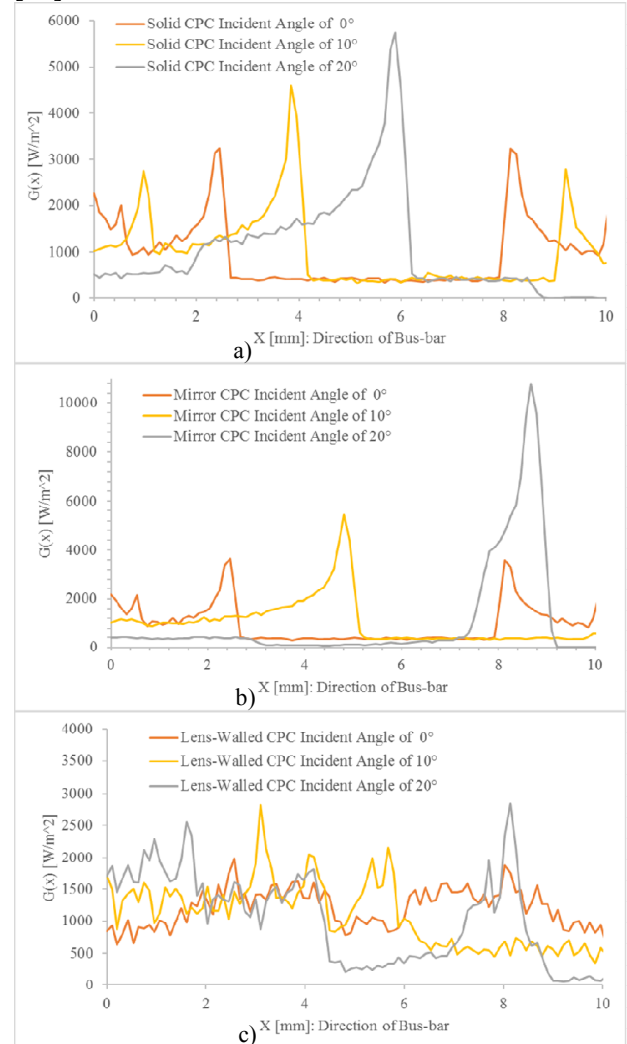 Solid CPC Incident Angle of 0°
Solid CPC Incident Angle of 10°
Solid CPC Incident Angle of 20°
G(x) [W/m^2]
6000
5000
4000
3000
2000
1000
0
0 2 4 6 8 10
X [mm]: Direction of Bus-bar
a)
Mirror CPC Incident Angle of 0°
Mirror CPC Incident Angle of 10°
Mirror CPC Incident Angle of 20°
G(x) [W/m^2]
10000
8000
6000
4000
2000
0
0 2 4 6 8 10
X [mm]: Direction of Bus-bar
b)
Lens-Walled CPC Incident Angle of 0°
Lens-Walled CPC Incident Angle of 10°
Lens-Walled CPC Incident Angle of 20°
G(x) [W/m^2]
4000
3500
3000
2500
2000
1500
1000
500
0
0 2 4 6 8 10
X [mm]: Direction of Bus-bar
c)